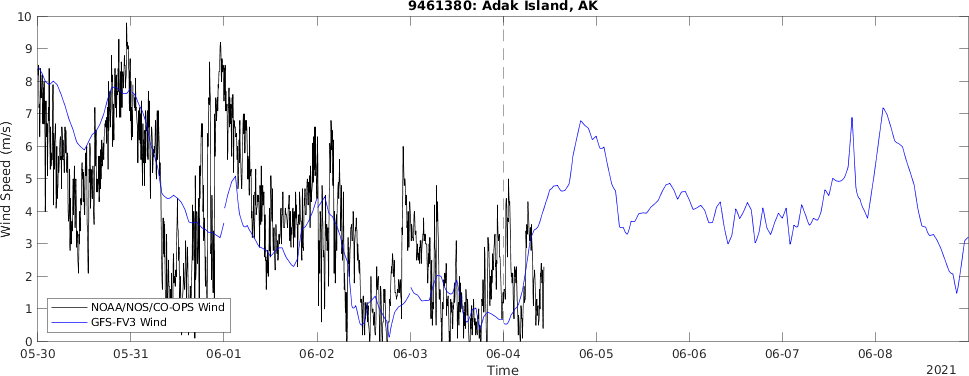 9461380: Adak Island, AK
Wind Speed (m/s)
10
9
8
7
6
5
4
3
2
1
0
NOAA/NOS/CO-OPS Wind
GFS-FV3 Wind
05-30 05-31 06-01 06-02 06-03 06-04 06-05 06-06 06-07 06-08
Time
2021